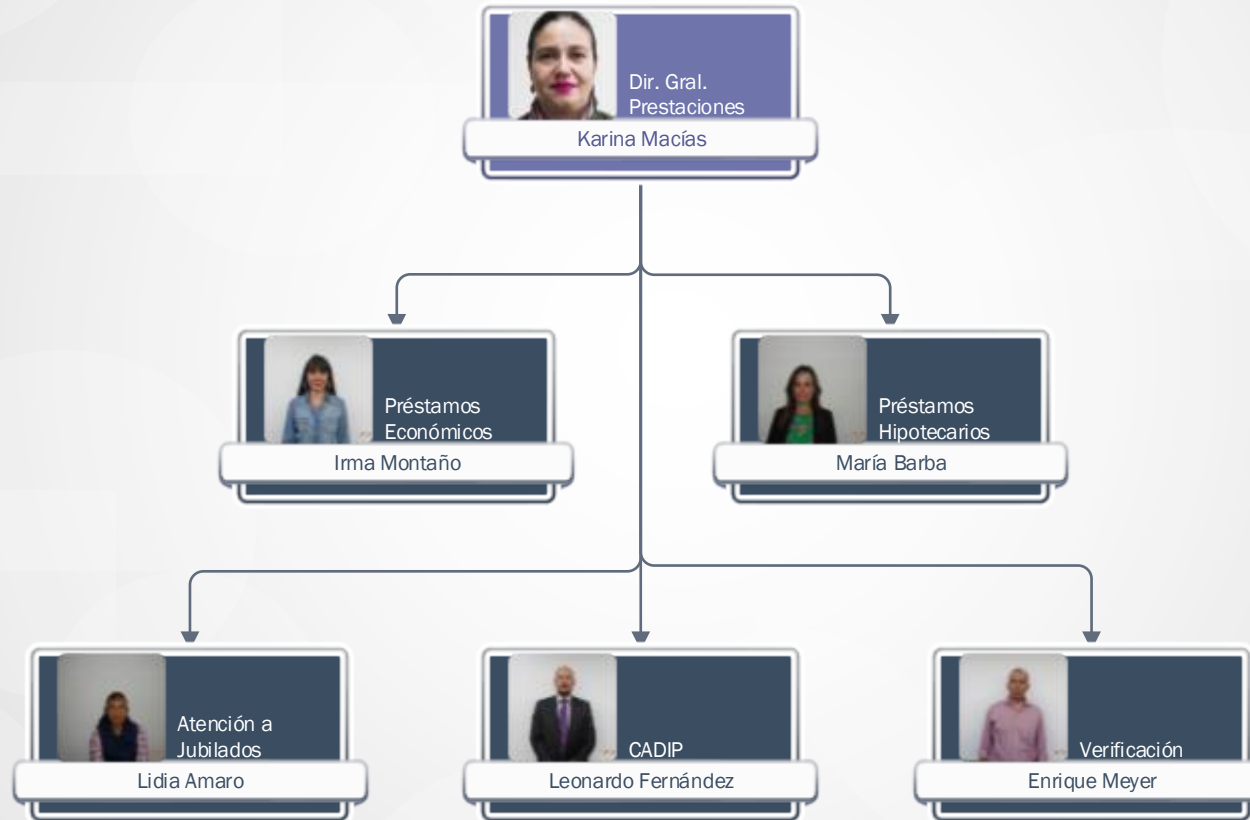 Dir. Gral.
Prestaciones
Karina Macías
Préstamos
Económicos
Irma Montaño
Préstamos
Hipotecarios
María Barba
Atención a
Jubilados
Lidia Amaro
CADIP
Leonardo Fernández
Verificación
Enrique Meyer